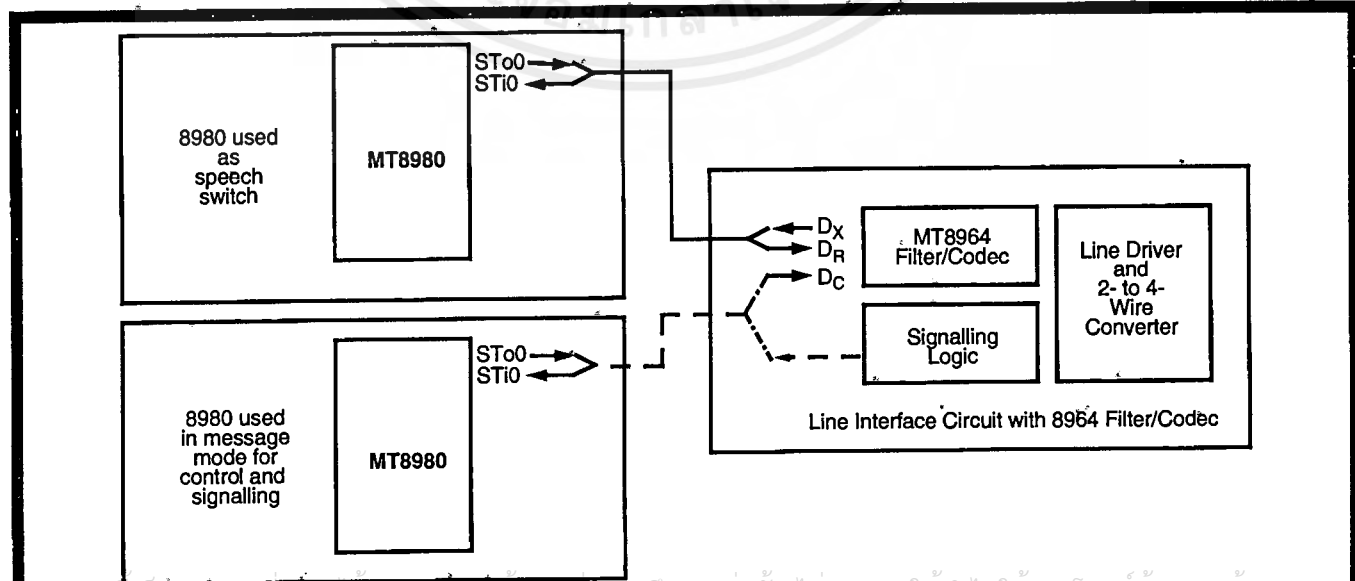 STo0
STi0
8980 used
as
speech
switch
MT8980
DX
DR
DC
MT8964
Filter/Codec
Line Driver
and
2- to 4-
Wire
Converter
Signalling
Logic
Line Interface Circuit with 8964 Filter/Codec
STo0
STi0
8980 used
in message
mode for
control and
signalling
MT8980